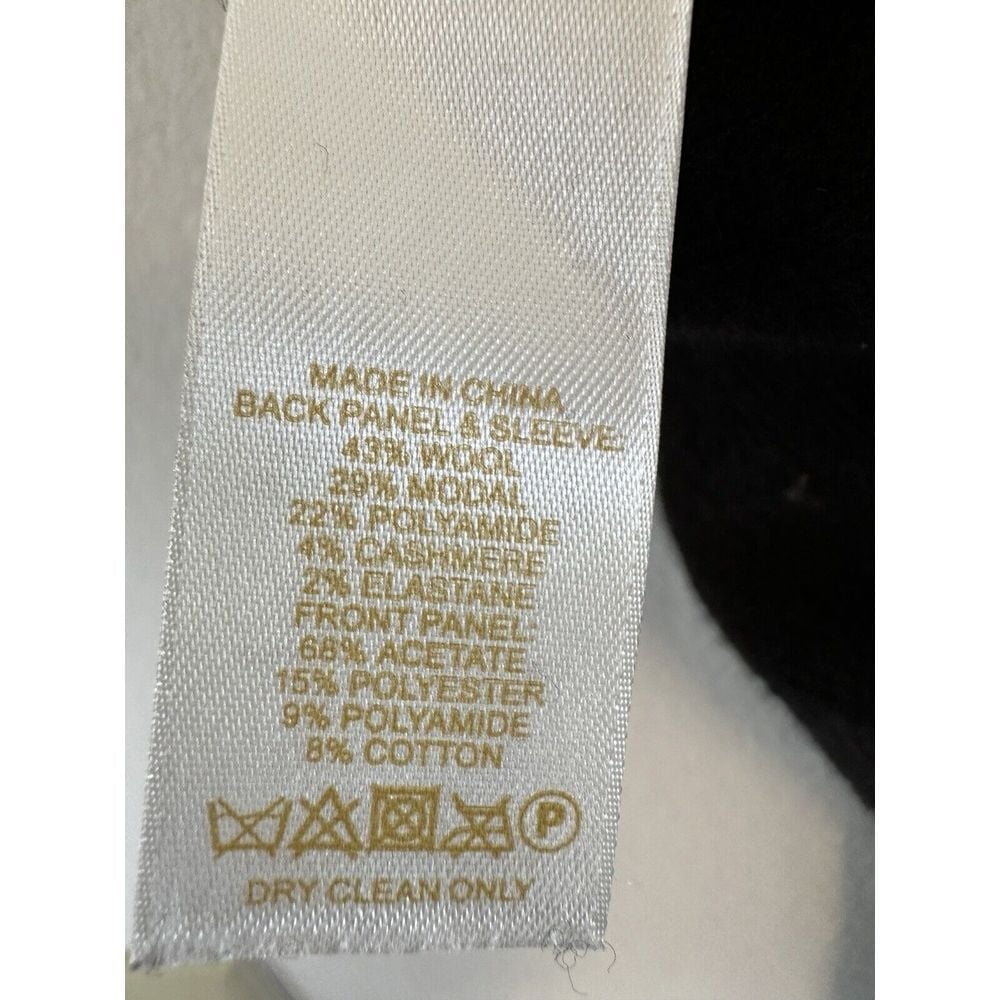 MADE IN CHINA
BACK PANEL & SLEEVE:
43% WOOL
29% MODAL
22% POLYAMIDE
4% CASHMERE
2% ELASTANE
FRONT PANEL:
68% ACETATE
15% POLYESTER
9% POLYAMIDE
8% COTTON
P
DRY CLEAN ONLY